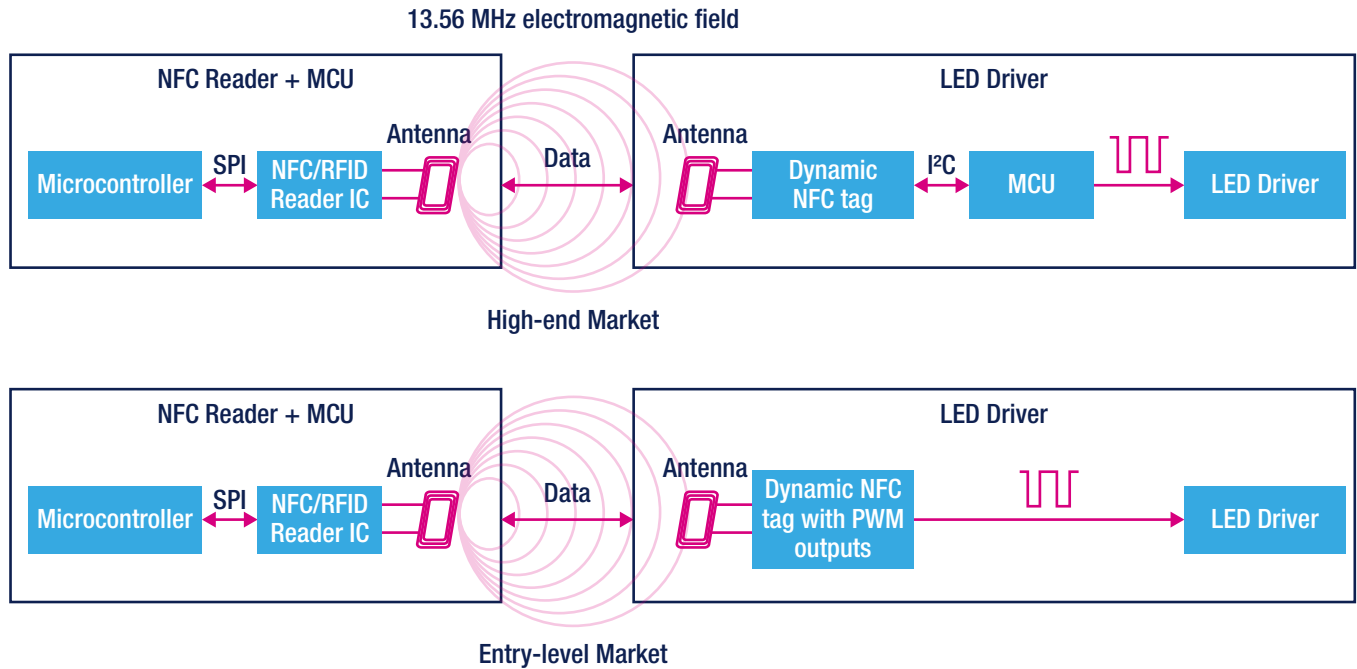 13.56 MHz electromagnetic field
NFC Reader + MCU
LED Driver
Antenna
Antenna
Microcontroller
SPI
NFC/RFID
Reader IC
Data
Dynamic
NFC tag
I²C
MCU
LED Driver
High-end Market
NFC Reader + MCU
LED Driver
Antenna
Antenna
Microcontroller
SPI
NFC/RFID
Reader IC
Data
Dynamic NFC
tag with PWM
outputs
LED Driver
Entry-level Market